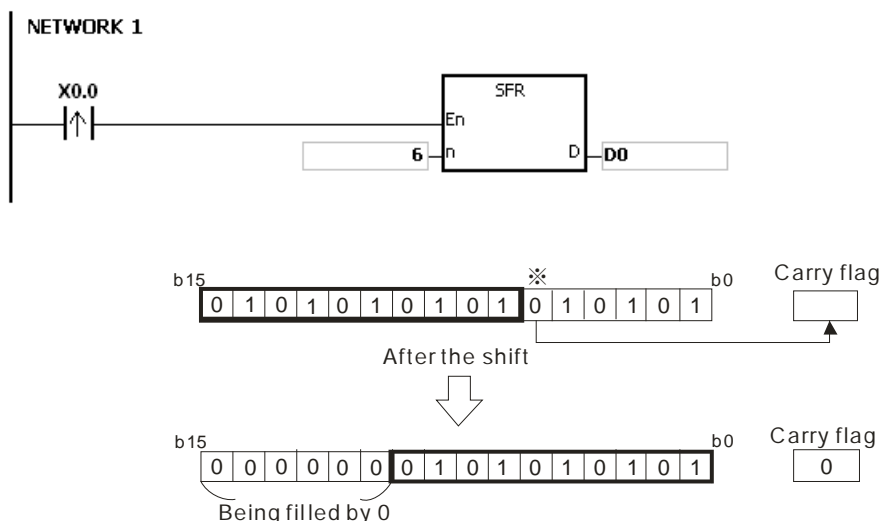 NETWORK 1
X0.0
SFR
En
6 n D D0
※
b15 b0 Carry flag
0 1 0 1 0 1 0 1 0 1 0 1 0 1 0 1
After the shift
b15 b0 Carry flag
0 0 0 0 0 0 0 1 0 1 0 1 0 1 0 1 0
Being filled by 0